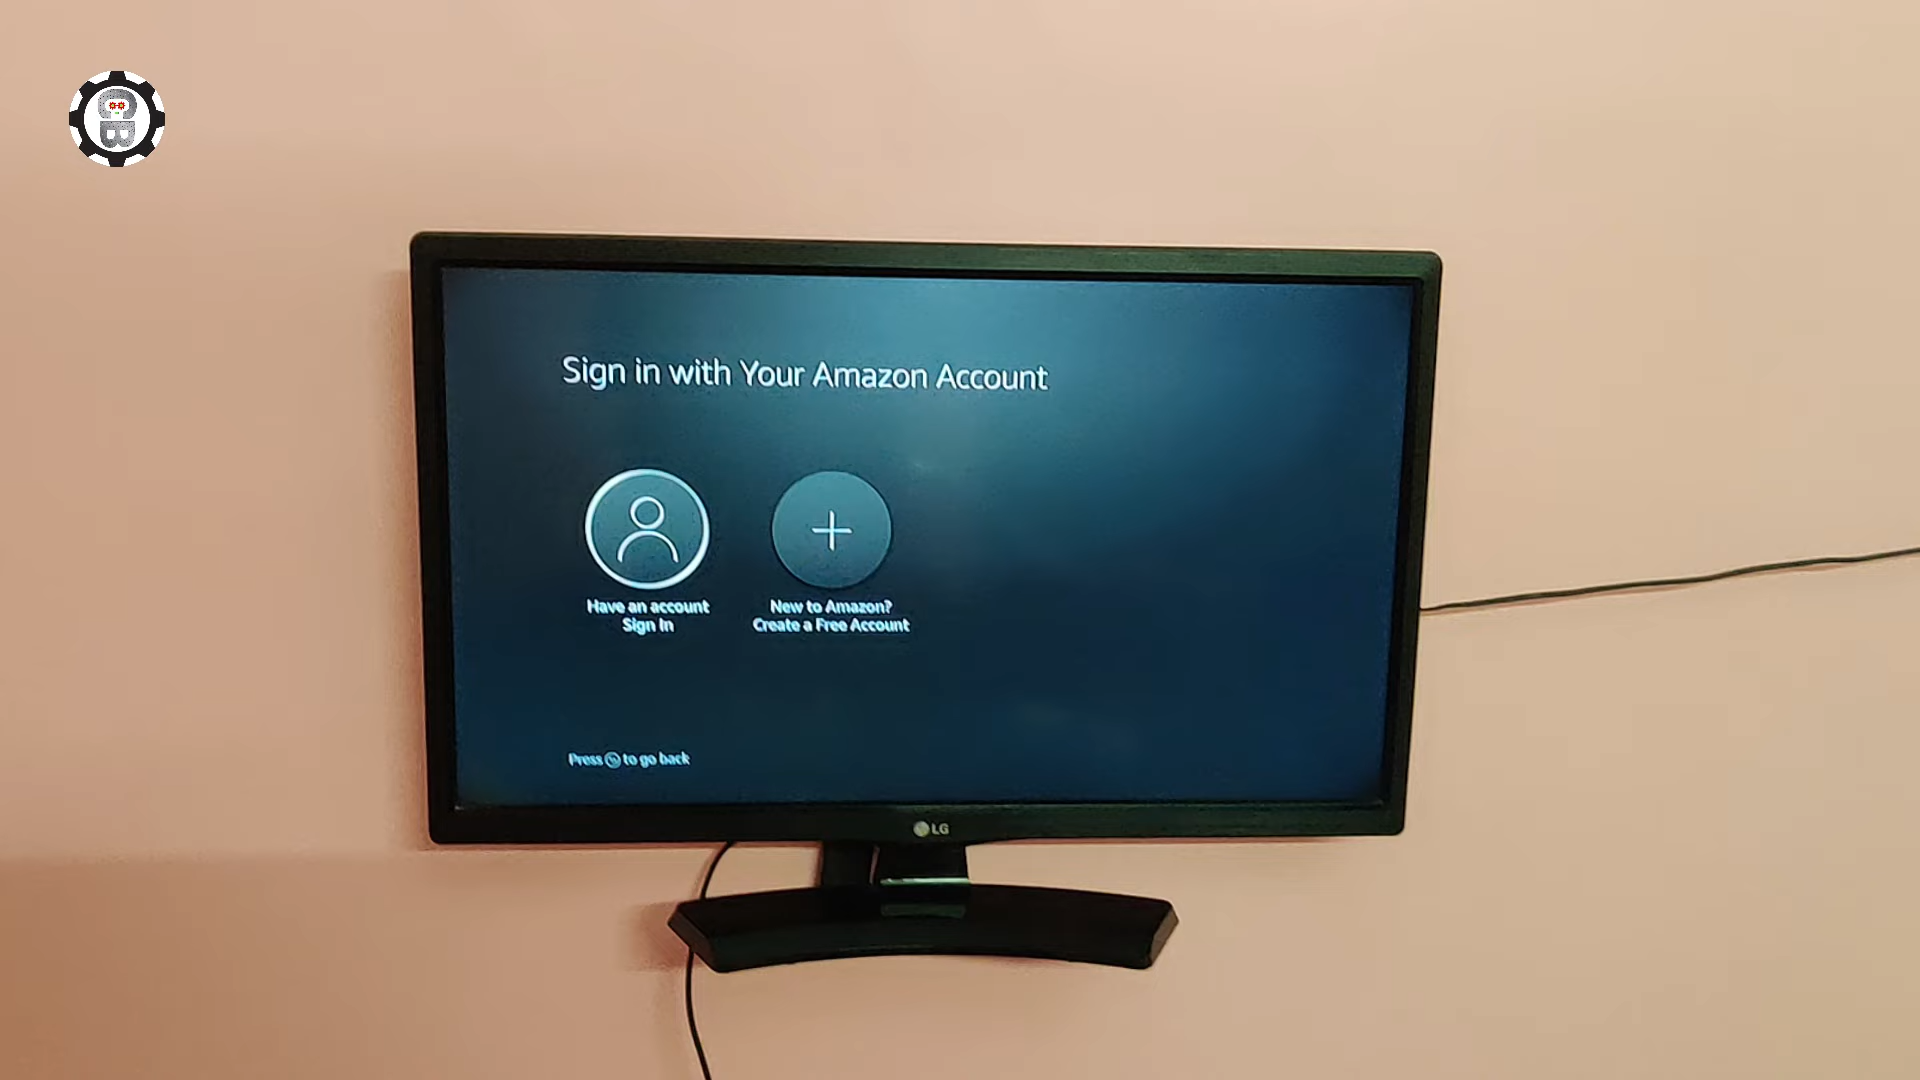 CB
Sign in with Your Amazon Account
Have an account
Sign In
New to Amazon?
Create a Free Account
Press to go back
LG